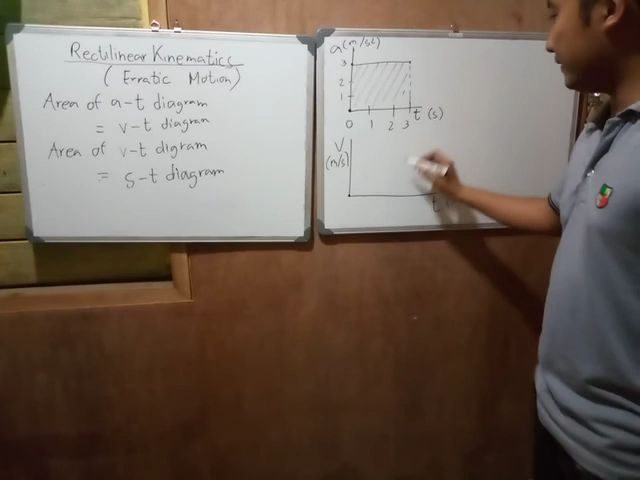 Rectilinear Kinematics
(Erratic Motion)
Area of a-t diagram
= v-t diagram
Area of v-t digram
= s-t diagram
a(m/s2)
3
2
1
0 1 2 3 t (s)
V
(m/s)
t